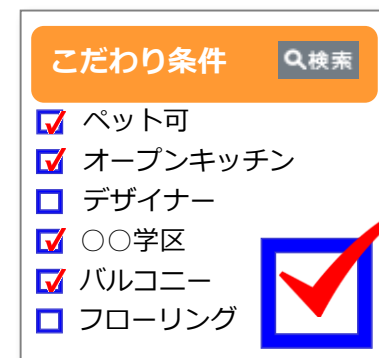 こだわり条件 検索
ペット可
オープンキッチン
デザイナー
○○学区
バルコニー
フローリング